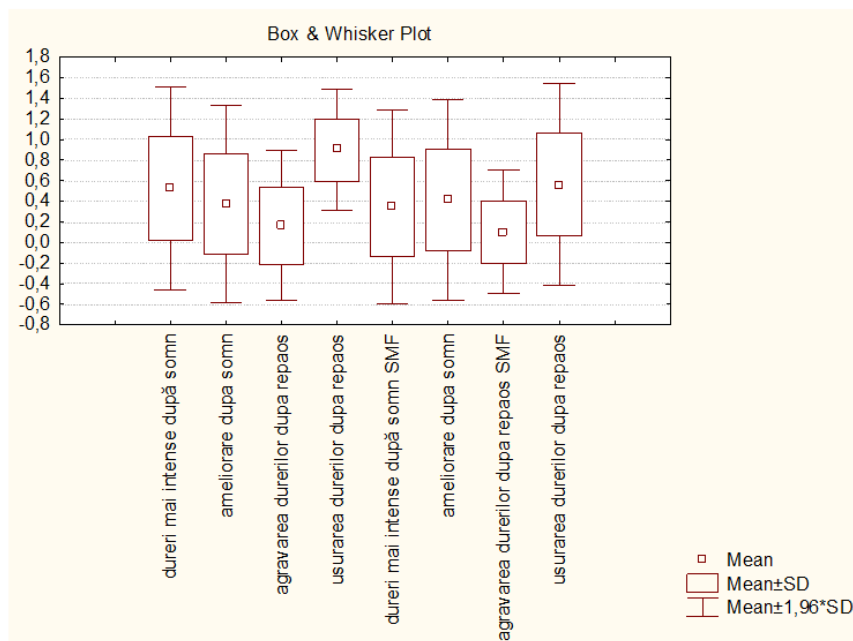 Box & Whisker Plot
1,8
1,6
1,4
1,2
1,0
0,8
0,6
0,4
0,2
0,0
-0,2
-0,4
-0,6
-0,8
dureri mai intense după somn
ameliorare dupa somn
agravarea durerilor dupa repaos
usurarea durerilor dupa repaos
dureri mai intense după somn SMF
ameliorare dupa somn
agravarea durerilor dupa repaos SMF
usurarea durerilor dupa repaos
Mean
Mean±SD
Mean±1,96*SD